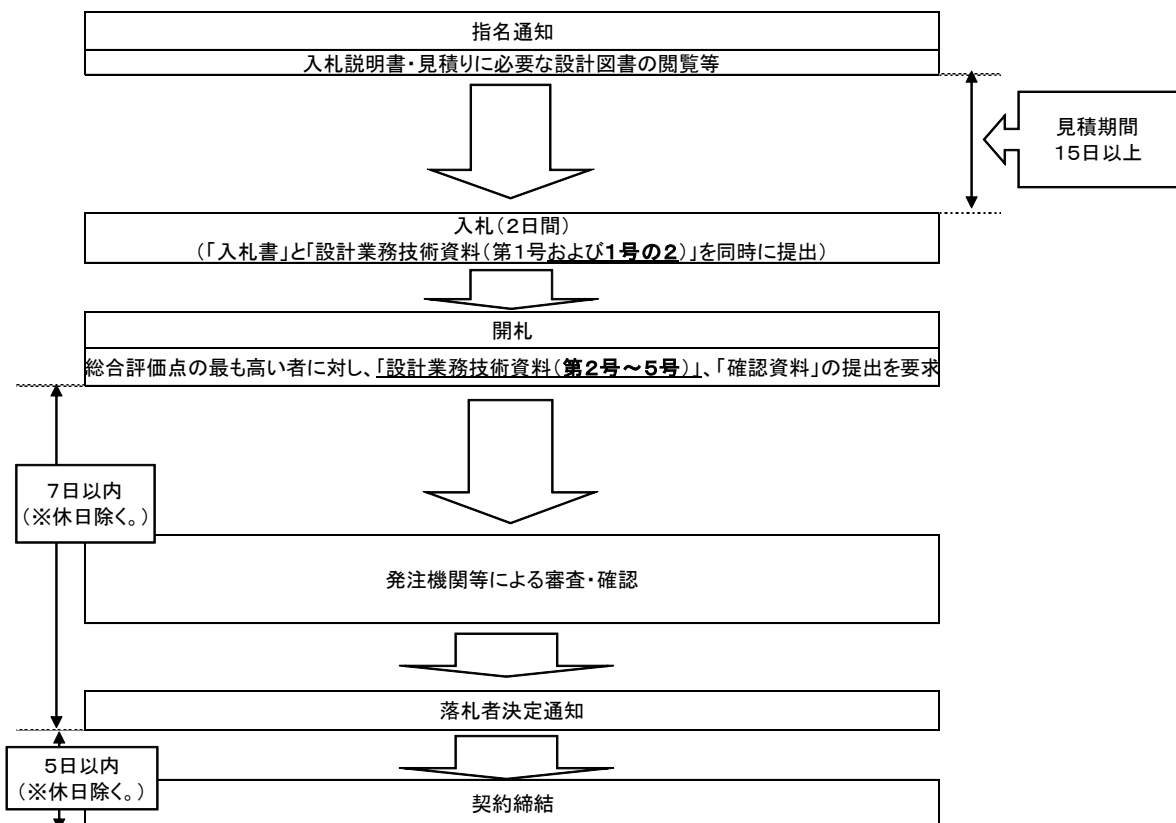 指名通知
入札説明書・見積りに必要な設計図書の閲覧等
見積期間
15日以上
入札(2日間)
(「入札書」と「設計業務技術資料(第1号および1号の2)」を同時に提出)
開札
総合評価点の最も高い者に対し、「設計業務技術資料(第2号~5号)」、「確認資料」の提出を要求
7日以内
(※休日除く。)
発注機関等による審査・確認
落札者決定通知
5日以内
(※休日除く。)
契約締結